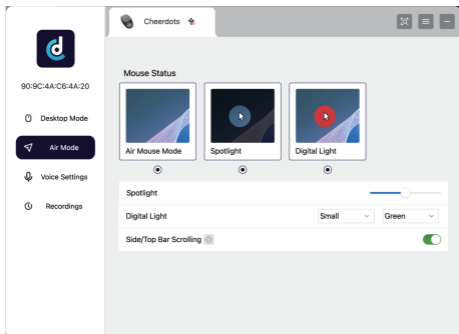 Cheerdots
90:9C:4A:C6:4A:20
Desktop Mode
Air Mode
Voice Settings
Recordings
Mouse Status
Air Mouse Mode
Spotlight
Digital Light
Spotlight
Digital Light
Small
Green
Side/Top Bar Scrolling